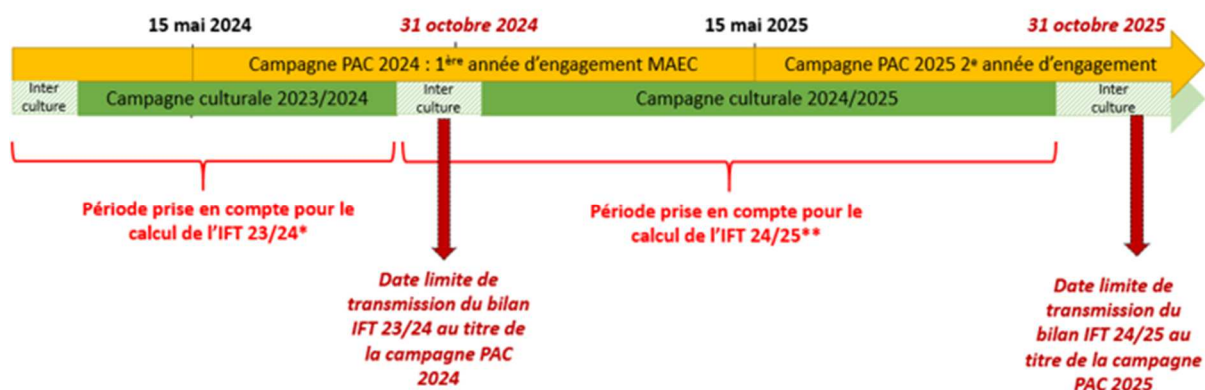 15 mai 2024
31 octobre 2024
15 mai 2025
31 octobre 2025
Campagne PAC 2024 : 1ère année d’engagement MAEC
Campagne PAC 2025 2e année d’engagement
Inter
culture
Campagne culturale 2023/2024
Inter
culture
Campagne culturale 2024/2025
Inter
culture
Période prise en compte pour le
calcul de l’IFT 23/24*
Période prise en compte pour le
calcul de l’IFT 24/25**
Date limite de
transmission du bilan
IFT 23/24 au titre de
la campagne PAC
2024
Date limite de
transmission du
bilan IFT 24/25 au
titre de la campagne
PAC 2025